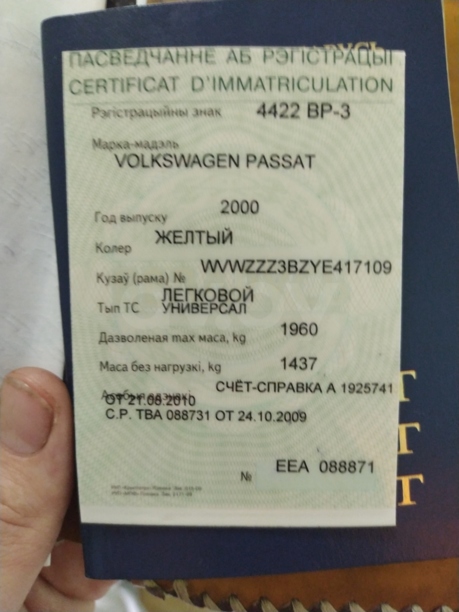 ПАСВЕДЧАННЕ АБ РЭГІСТРАЦЫІ
CERTIFICAT D'IMMATRICULATION
Рэгістрацыйны знак 4422 BP-3
Марка-мадэль
VOLKSWAGEN PASSAT
Год выпуску 2000
Колер ЖЕЛТЫЙ
Кузаў (рама) № WVWZZZ3BZYE417109
Тып ТС ЛЕГКОВОЙ
УНИВЕРСАЛ
Дазволеная max маса, kg 1960
Маса без нагрузкі, kg 1437
СЧЁТ-СПРАВКА А 1925741
ОТ 21.08.2010
С.Р. ТВА 088731 ОТ 24.10.2009
№ EEA 088871
Т
Т
Т